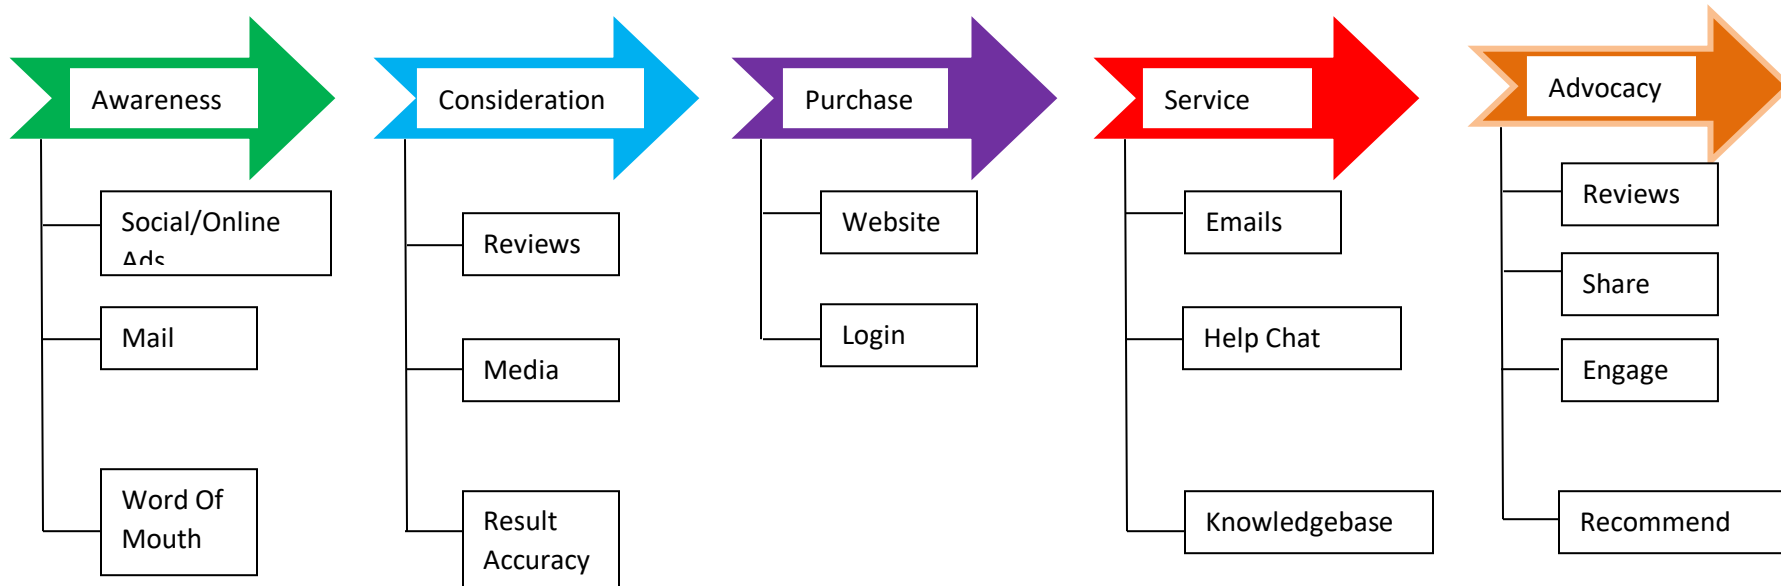 Awareness
Social/Online
Ads
Mail
Word Of
Mouth
Consideration
Reviews
Media
Result
Accuracy
Purchase
Website
Login
Service
Emails
Help Chat
Knowledgebase
Advocacy
Reviews
Share
Engage
Recommend